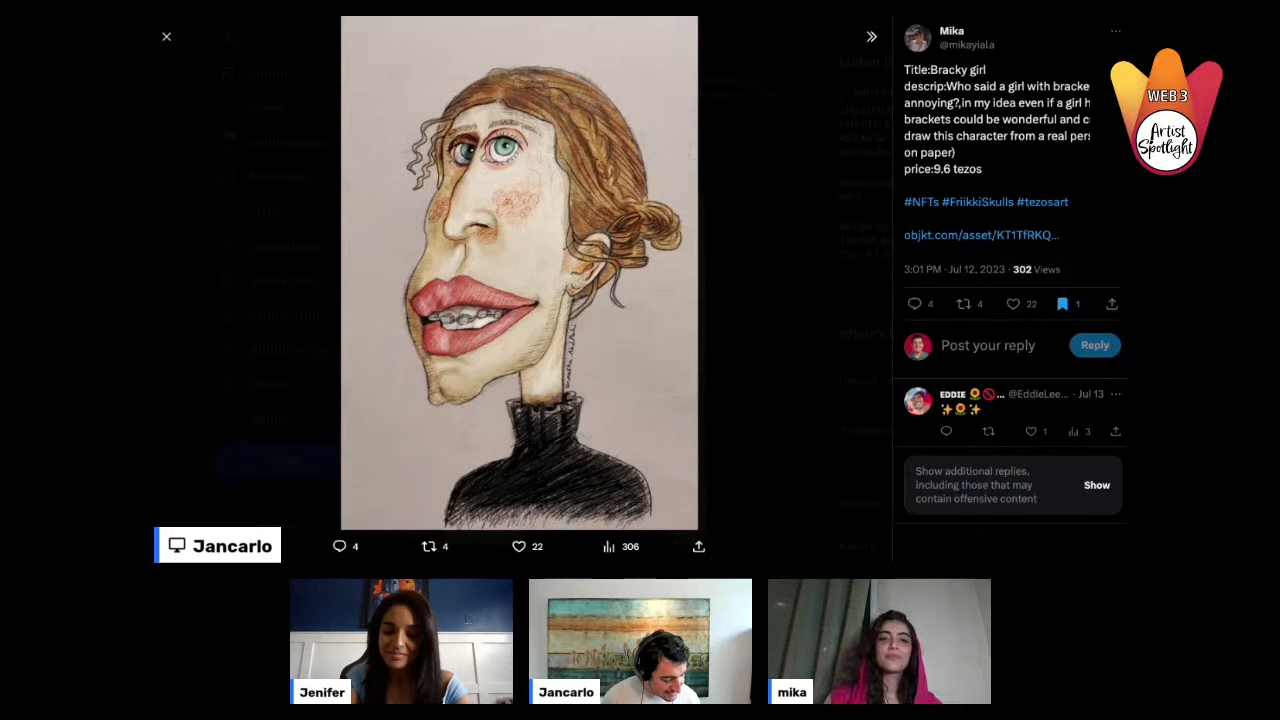 Mika
@mikayiala
Title:Bracky girl
descrip:Who said a girl with bracke
annoying?,in my idea even if a girl h
brackets could be wonderful and c
draw this character from a real pers
on paper)
price:9.6 tezos
#NFTs #FriikkiSkulls #tezosart
objkt.com/asset/KT1TfRKQ...
3:01 PM · Jul 12, 2023 · 302 Views
4 4 22 1
Post your reply
Reply
EDDIE ... @EddieLee... · Jul 13
1 3
Show additional replies,
including those that may
contain offensive content
Show
WEB3
Artist
Spotlight
Jancarlo
4 4 22 306
Jenifer
Jancarlo
mika